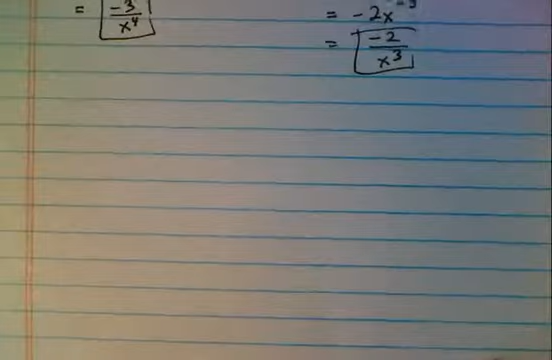 = -3/x⁴
= -2x⁻³
= -2/x³